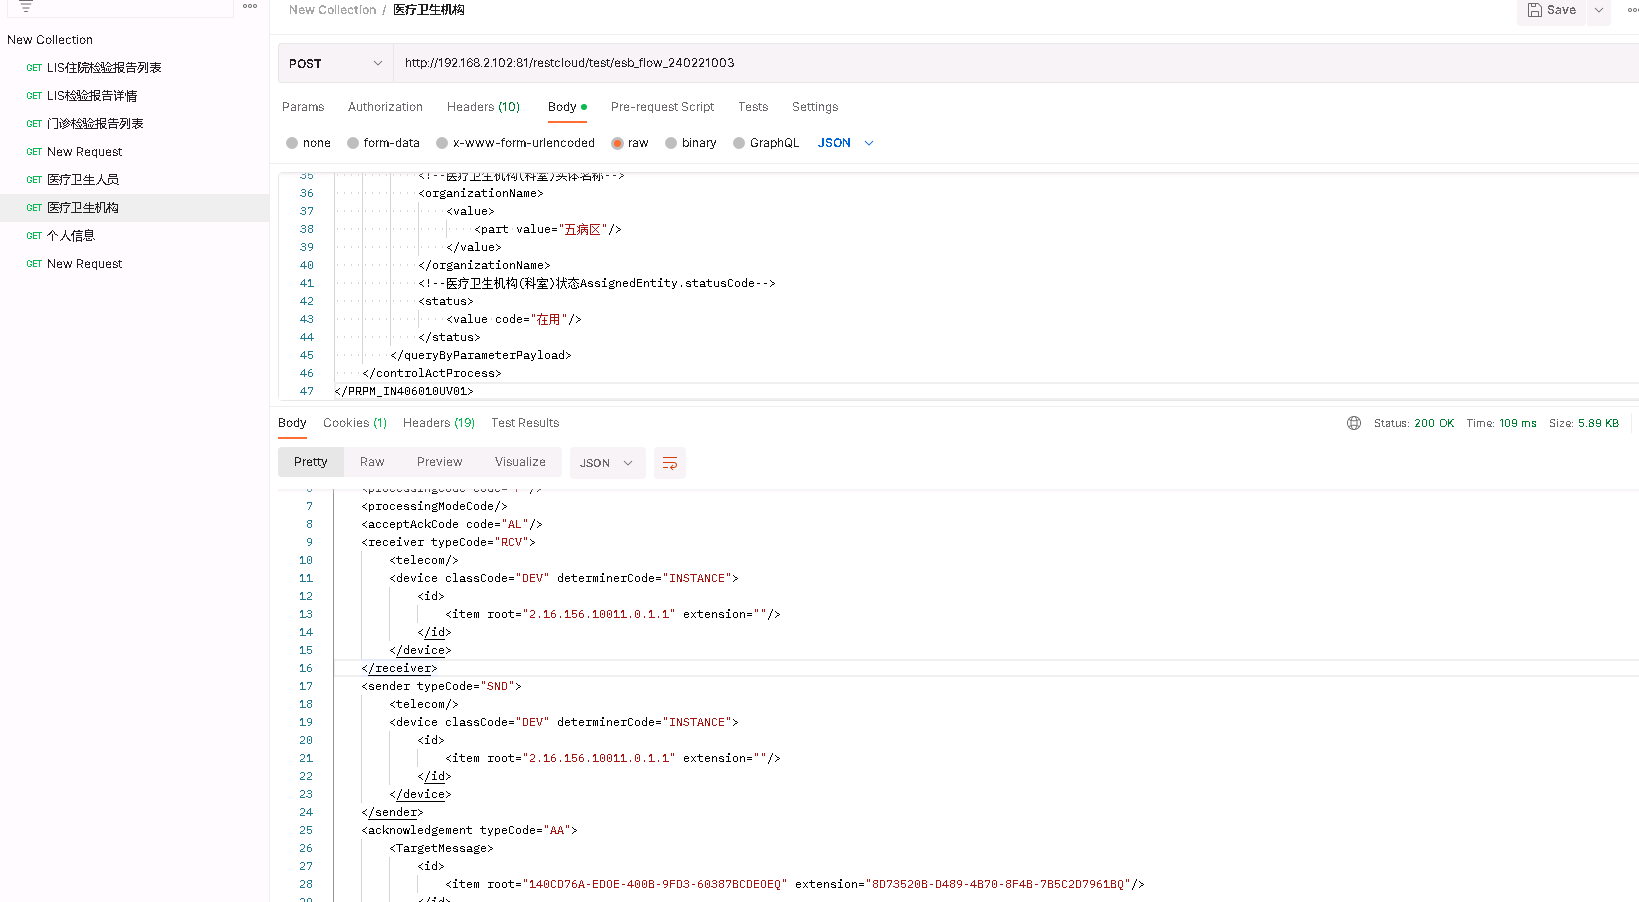 New Collection / 医疗卫生机构
Save
New Collection
GET LIS住院检验报告列表
GET LIS检验报告详情
GET 门诊检验报告列表
GET New Request
GET 医疗卫生人员
GET 医疗卫生机构
GET 个人信息
GET New Request
POST
http://192.168.2.102:81/restcloud/test/esb_flow_240221003
Params Authorization Headers (10) Body Pre-request Script Tests Settings
none form-data x-www-form-urlencoded raw binary GraphQL JSON
35 <!--医疗卫生机构(科室)实体名称-->
36 <organizationName>
37 <value>
38 <part value="五病区"/>
39 </value>
40 </organizationName>
41 <!--医疗卫生机构(科室)状态AssignedEntity.statusCode-->
42 <status>
43 <value code="在用"/>
44 </status>
45 </queryByParameterPayload>
46 </controlActProcess>
47 </PRPM_IN406010UV01>
Body Cookies (1) Headers (19) Test Results
Status: 200 OK Time: 109 ms Size: 5.89 KB
Pretty Raw Preview Visualize JSON
7 <processingModeCode/>
8 <acceptAckCode code="AL"/>
9 <receiver typeCode="RCV">
10 <telecom/>
11 <device classCode="DEV" determinerCode="INSTANCE">
12 <id>
13 <item root="2.16.156.10011.0.1.1" extension=""/>
14 </id>
15 </device>
16 </receiver>
17 <sender typeCode="SND">
18 <telecom/>
19 <device classCode="DEV" determinerCode="INSTANCE">
20 <id>
21 <item root="2.16.156.10011.0.1.1" extension=""/>
22 </id>
23 </device>
24 </sender>
25 <acknowledgement typeCode="AA">
26 <TargetMessage>
27 <id>
28 <item root="140CD76A-EDOE-400B-9FD3-60387BCDEOEQ" extension="8D73520B-D489-4B70-8F4B-7B5C2D7961BQ"/>